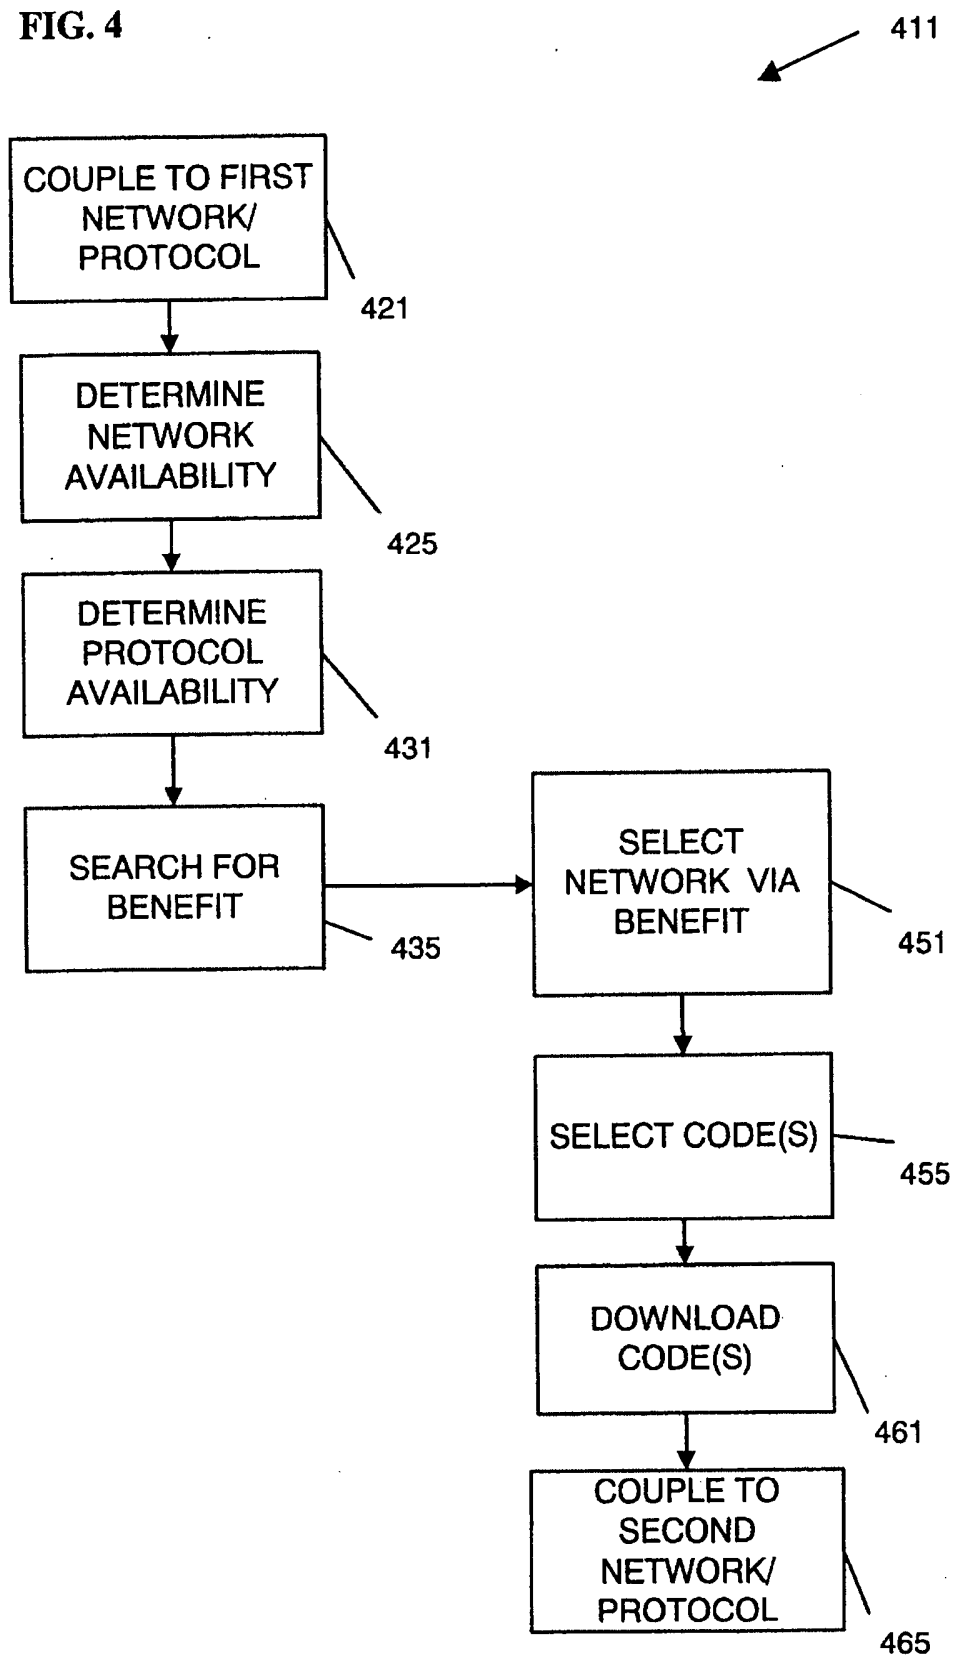 FIG. 4
411
COUPLE TO FIRST
NETWORK/
PROTOCOL
421
DETERMINE
NETWORK
AVAILABILITY
425
DETERMINE
PROTOCOL
AVAILABILITY
431
SEARCH FOR
BENEFIT
435
SELECT
NETWORK VIA
BENEFIT
451
SELECT CODE(S)
455
DOWNLOAD
CODE(S)
461
COUPLE TO
SECOND
NETWORK/
PROTOCOL
465